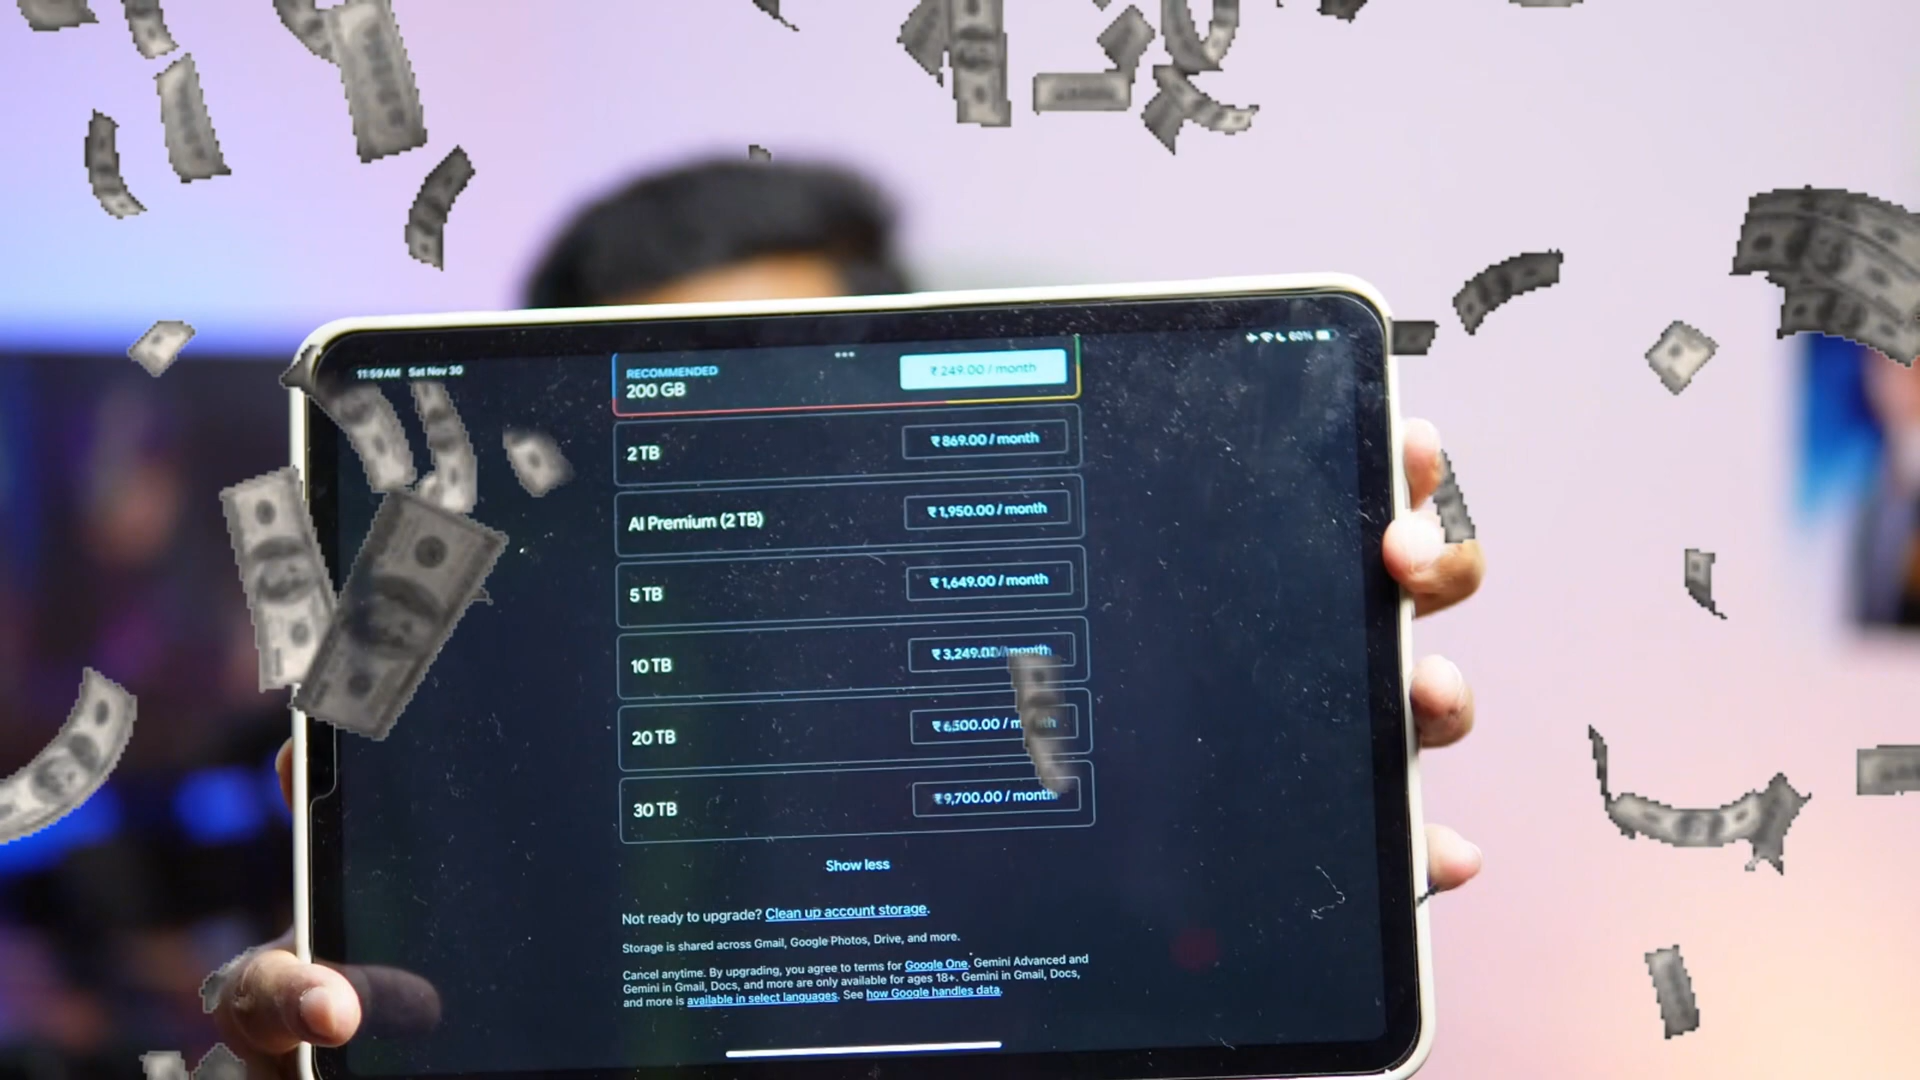 11:59 AM Sat Nov 30
60%
RECOMMENDED
200 GB
₹249.00 / month
2 TB
₹869.00 / month
AI Premium (2 TB)
₹1,950.00 / month
5 TB
₹1,649.00 / month
10 TB
₹3,249.00/month
20 TB
₹6,500.00 / month
30 TB
₹9,700.00 / month
Show less
Not ready to upgrade? Clean up account storage.
Storage is shared across Gmail, Google Photos, Drive, and more.
Cancel anytime. By upgrading, you agree to terms for Google One. Gemini Advanced and
Gemini in Gmail, Docs, and more are only available for ages 18+. Gemini in Gmail, Docs,
and more is available in select languages. See how Google handles data.